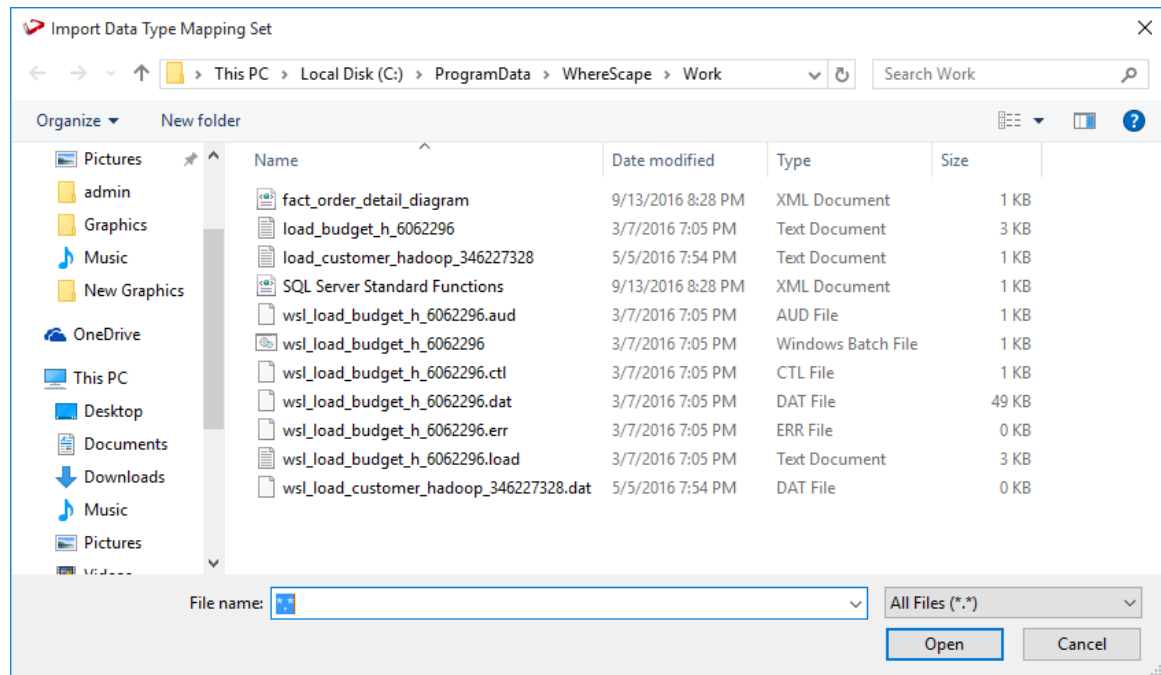 Import Data Type Mapping Set
This PC > Local Disk (C:) > ProgramData > WhereScape > Work
Search Work
Organize
New folder
Name Date modified Type Size
Pictures
admin
Graphics
Music
New Graphics
OneDrive
This PC
Desktop
Documents
Downloads
Music
Pictures
fact_order_detail_diagram 9/13/2016 8:28 PM XML Document 1 KB
load_budget_h_6062296 3/7/2016 7:05 PM Text Document 3 KB
load_customer_hadoop_346227328 5/5/2016 7:54 PM Text Document 1 KB
SQL Server Standard Functions 9/13/2016 8:28 PM XML Document 1 KB
wsl_load_budget_h_6062296.aud 3/7/2016 7:05 PM AUD File 1 KB
wsl_load_budget_h_6062296 3/7/2016 7:05 PM Windows Batch File 1 KB
wsl_load_budget_h_6062296.ctl 3/7/2016 7:05 PM CTL File 1 KB
wsl_load_budget_h_6062296.dat 3/7/2016 7:05 PM DAT File 49 KB
wsl_load_budget_h_6062296.err 3/7/2016 7:05 PM ERR File 0 KB
wsl_load_budget_h_6062296.load 3/7/2016 7:05 PM Text Document 3 KB
wsl_load_customer_hadoop_346227328.dat 5/5/2016 7:54 PM DAT File 0 KB
File name: *.*
All Files (*.*)
Open
Cancel